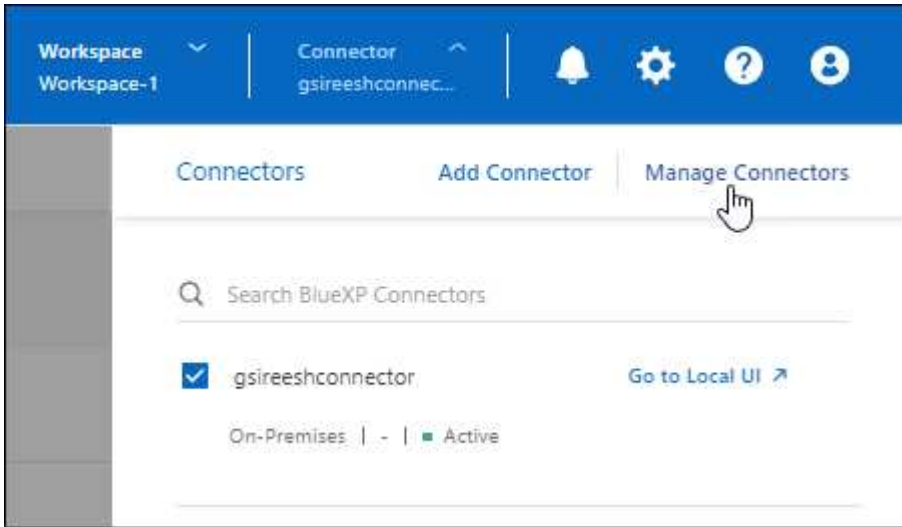 Workspace
Workspace-1
Connector
gsireeshconnec...
Connectors
Add Connector
Manage Connectors
Search BlueXP Connectors
gsireeshconnector
Go to Local UI
On-Premises | - | Active